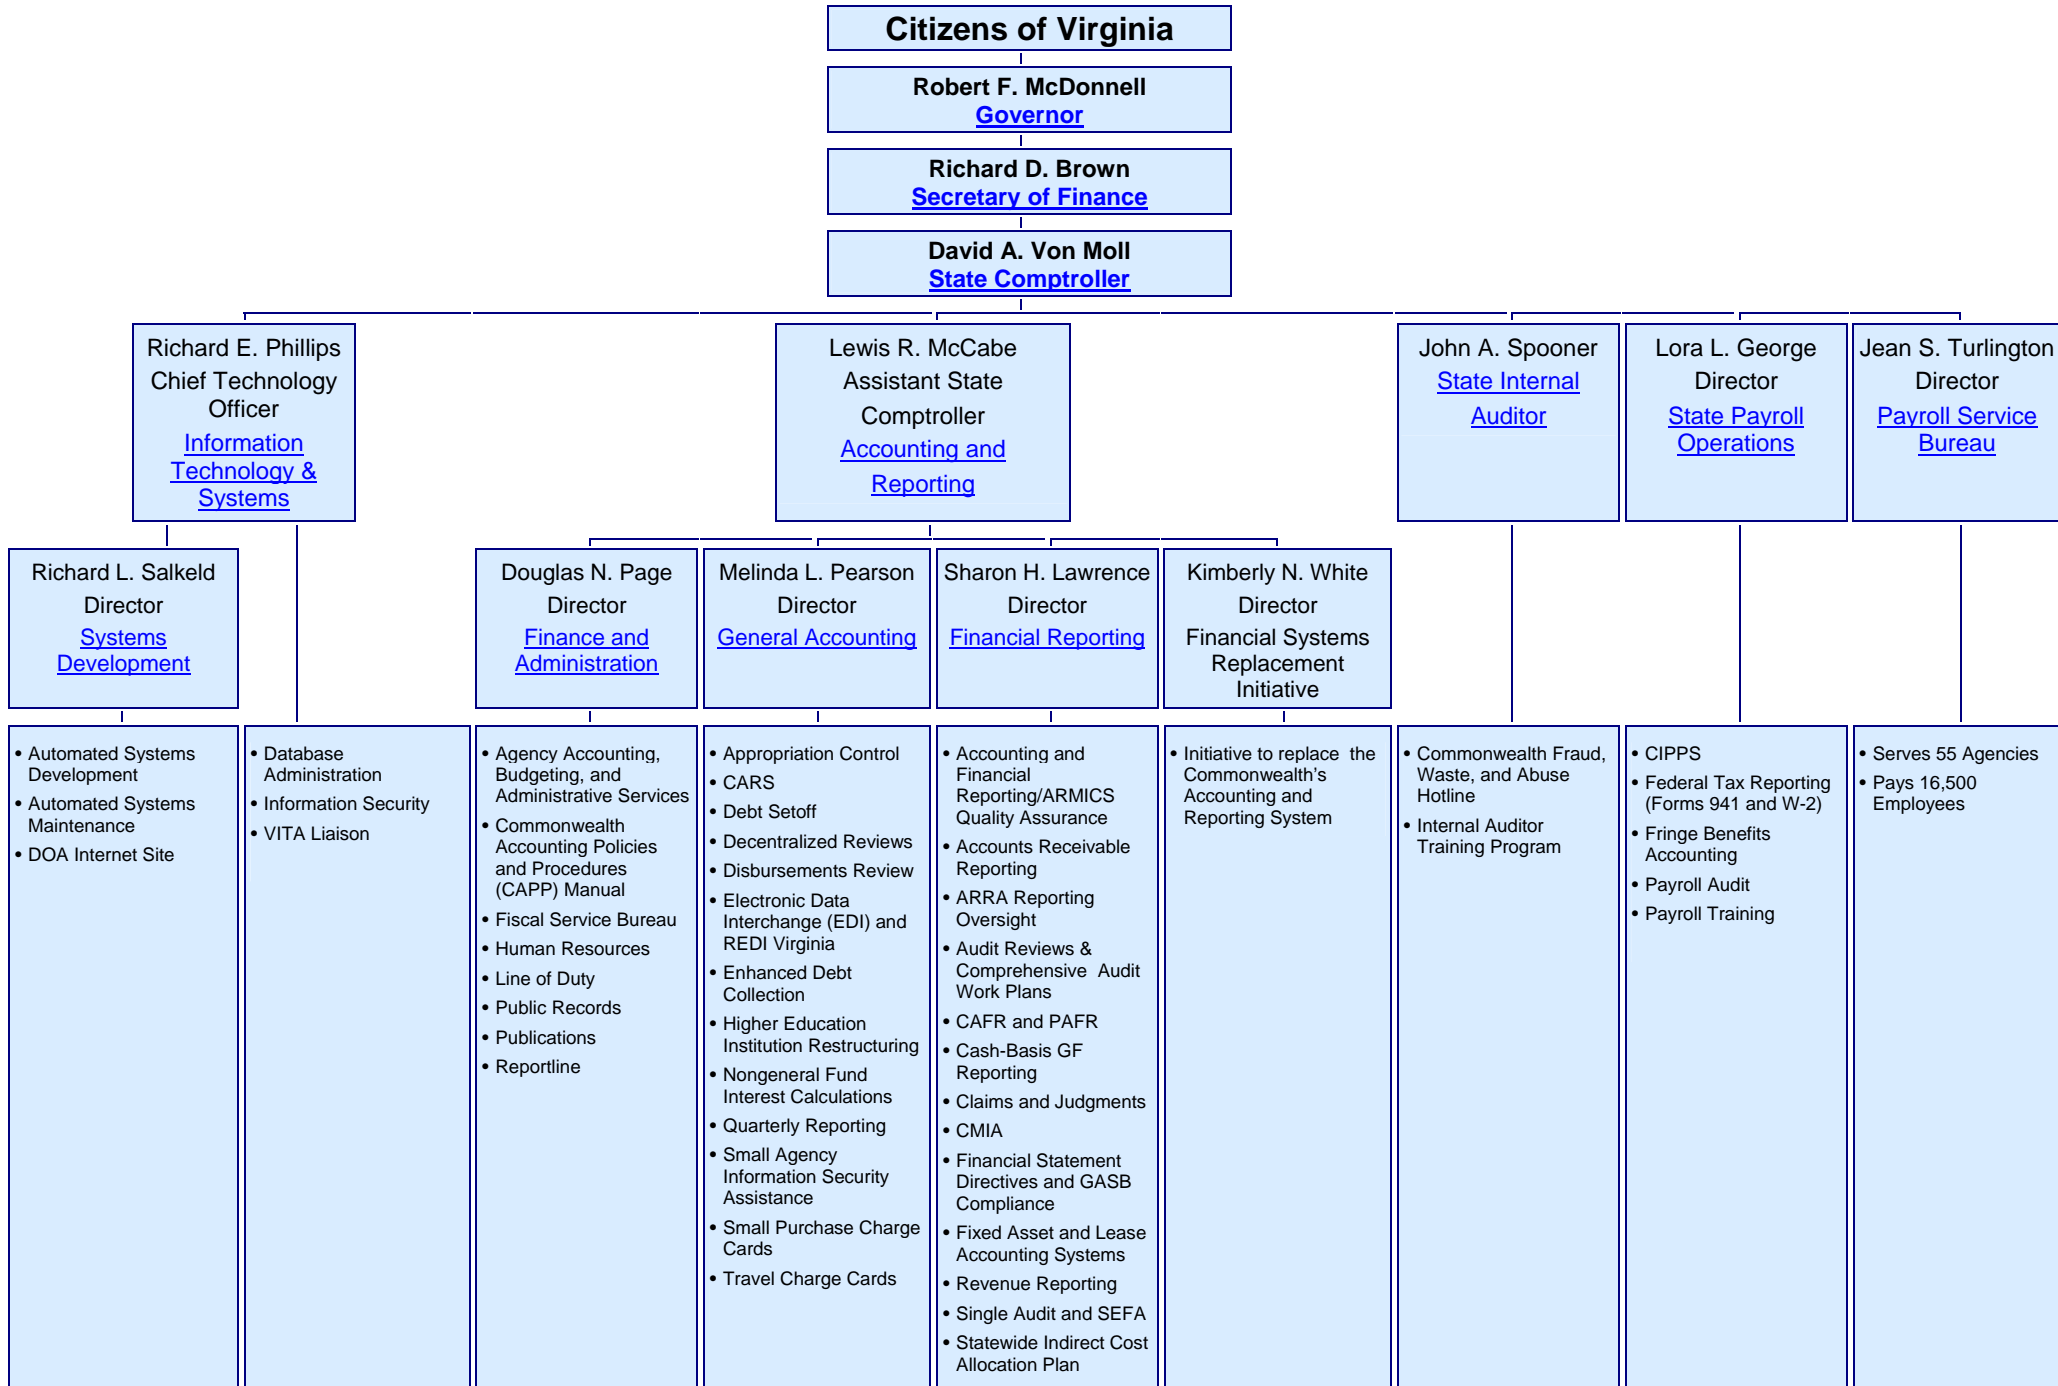 Citizens of Virginia
Robert F. McDonnell
Governor
Richard D. Brown
Secretary of Finance
David A. Von Moll
State Comptroller
Richard E. Phillips
Chief Technology
Officer
Information
Technology &
Systems
Lewis R. McCabe
Assistant State
Comptroller
Accounting and
Reporting
John A. Spooner
State Internal
Auditor
Lora L. George
Director
State Payroll
Operations
Jean S. Turlington
Director
Payroll Service
Bureau
Richard L. Salkeld
Director
Systems
Development
Douglas N. Page
Director
Finance and
Administration
Melinda L. Pearson
Director
General Accounting
Sharon H. Lawrence
Director
Financial Reporting
Kimberly N. White
Director
Financial Systems
Replacement
Initiative
• Automated Systems
Development
• Automated Systems
Maintenance
• DOA Internet Site
• Database
Administration
• Information Security
• VITA Liaison
• Agency Accounting,
Budgeting, and
Administrative Services
• Commonwealth
Accounting Policies
and Procedures
(CAPP) Manual
• Fiscal Service Bureau
• Human Resources
• Line of Duty
• Public Records
• Publications
• Reportline
• Appropriation Control
• CARS
• Debt Setoff
• Decentralized Reviews
• Disbursements Review
• Electronic Data
Interchange (EDI) and
REDI Virginia
• Enhanced Debt
Collection
• Higher Education
Institution Restructuring
• Nongeneral Fund
Interest Calculations
• Quarterly Reporting
• Small Agency
Information Security
Assistance
• Small Purchase Charge
Cards
• Travel Charge Cards
• Accounting and
Financial
Reporting/ARMICS
Quality Assurance
• Accounts Receivable
Reporting
• ARRA Reporting
Oversight
• Audit Reviews &
Comprehensive Audit
Work Plans
• CAFR and PAFR
• Cash-Basis GF
Reporting
• Claims and Judgments
• CMIA
• Financial Statement
Directives and GASB
Compliance
• Fixed Asset and Lease
Accounting Systems
• Revenue Reporting
• Single Audit and SEFA
• Statewide Indirect Cost
Allocation Plan
• Initiative to replace the
Commonwealth's
Accounting and
Reporting System
• Commonwealth Fraud,
Waste, and Abuse
Hotline
• Internal Auditor
Training Program
• CIPPS
• Federal Tax Reporting
(Forms 941 and W-2)
• Fringe Benefits
Accounting
• Payroll Audit
• Payroll Training
• Serves 55 Agencies
• Pays 16,500
Employees